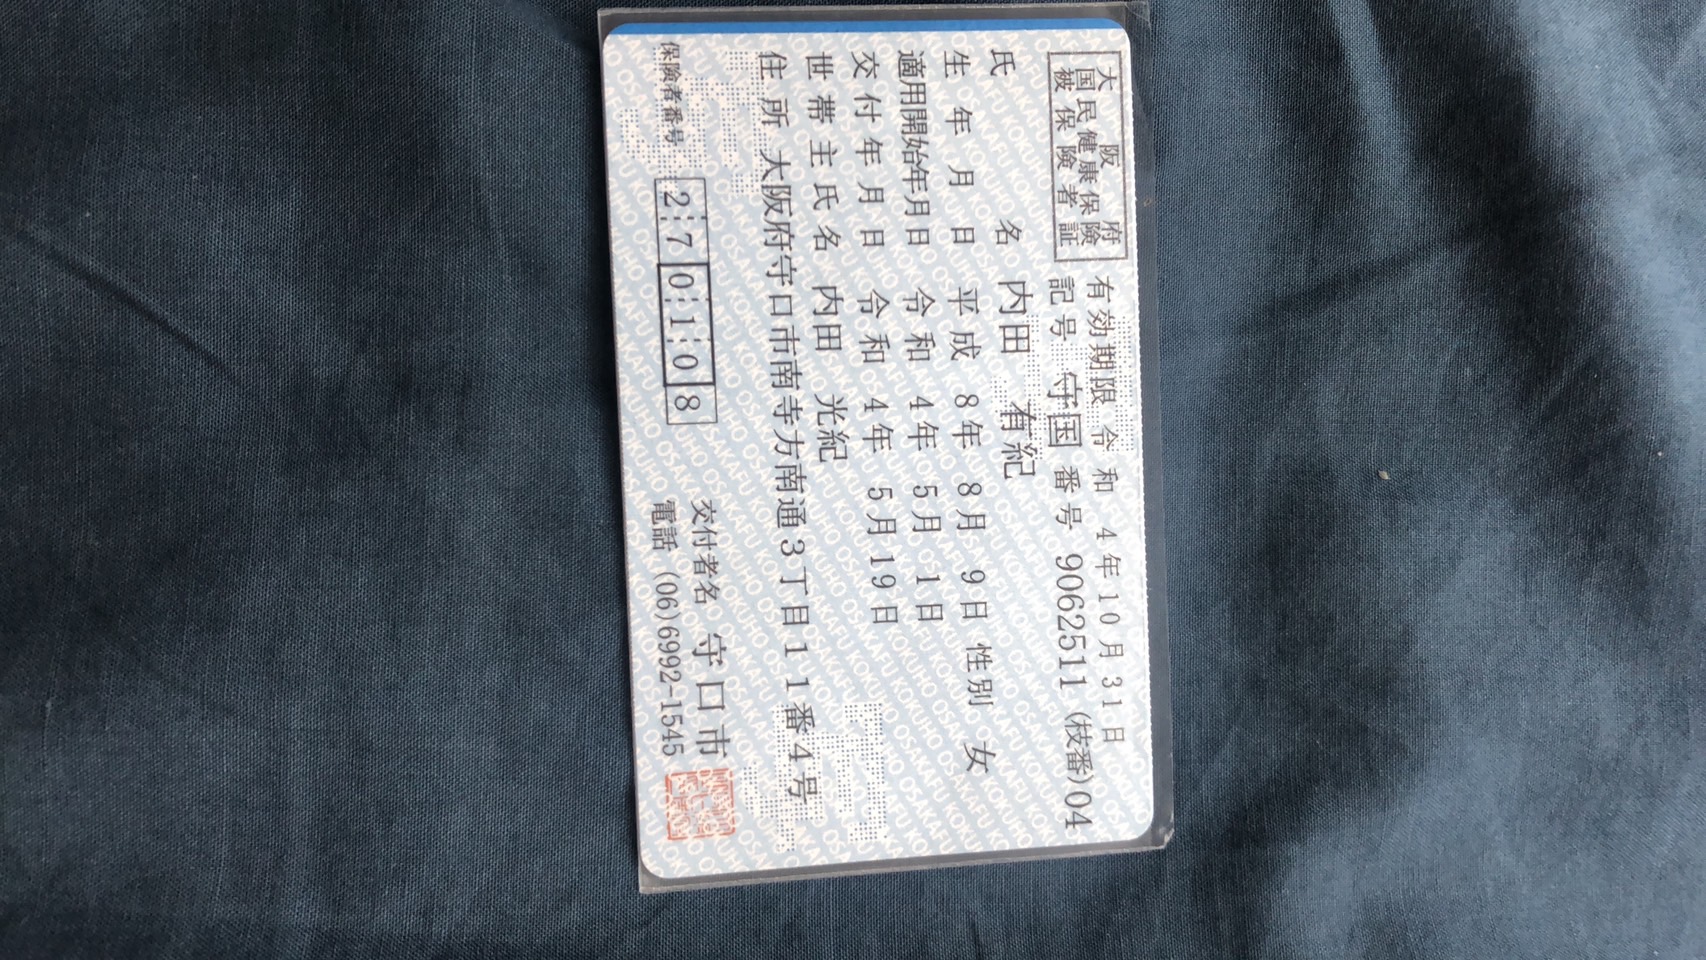 大阪府
国民健康保険
被保険者証
有効期限 令和 4年10月31日
記号 守国 番号 9062511 (枝番)04
氏名 内田 有紀
生年月日 平成 8年 8月 9日 性別 女
適用開始年月日 令和 4年 5月 1日
交付年月日 令和 4年 5月19日
世帯主氏名 内田 光紀
住所 大阪府守口市南寺方南通3丁目11番4号
保険者番号 270108
交付者名 守口市
電話 (06)6992-1545